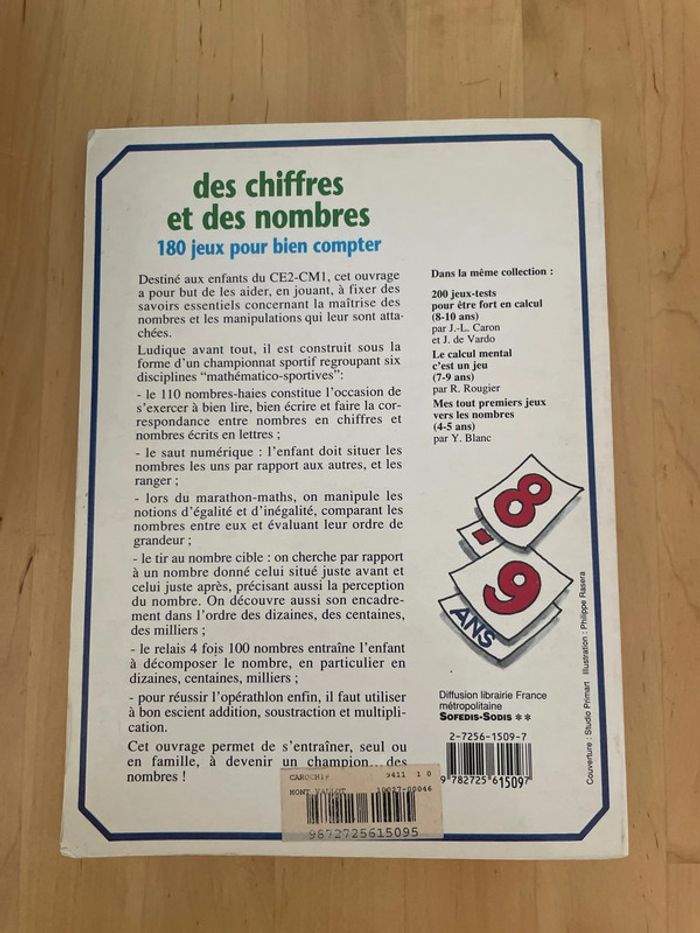 des chiffres
et des nombres
180 jeux pour bien compter
Destiné aux enfants du CE2-CM1, cet ouvrage
a pour but de les aider, en jouant, à fixer des
savoirs essentiels concernant la maîtrise des
nombres et les manipulations qui leur sont atta-
chées.
Ludique avant tout, il est construit sous la
forme d'un championnat sportif regroupant six
disciplines “mathématico-sportives”:
- le 110 nombres-haies constitue l'occasion de
s'exercer à bien lire, bien écrire et faire la cor-
respondance entre nombres en chiffres et
nombres écrits en lettres ;
- le saut numérique : l'enfant doit situer les
nombres les uns par rapport aux autres, et les
ranger ;
- lors du marathon-maths, on manipule les
notions d'égalité et d'inégalité, comparant les
nombres entre eux et évaluant leur ordre de
grandeur ;
- le tir au nombre cible : on cherche par rapport
à un nombre donné celui situé juste avant et
celui juste après, précisant aussi la perception
du nombre. On découvre aussi son encadre-
ment dans l'ordre des dizaines, des centaines,
des milliers ;
- le relais 4 fois 100 nombres entraîne l'enfant
à décomposer le nombre, en particulier en
dizaines, centaines, milliers ;
- pour réussir l'opérathlon enfin, il faut utiliser
à bon escient addition, soustraction et multipli-
cation.
Cet ouvrage permet de s'entraîner, seul ou
en famille, à devenir un champion... des
nombres !
Dans la même collection :
200 jeux-tests
pour être fort en calcul
(8-10 ans)
par J.-L. Caron
et J. de Vardo
Le calcul mental
c'est un jeu
(7-9 ans)
par R. Rougier
Mes tout premiers jeux
vers les nombres
(4-5 ans)
par Y. Blanc
8
-
9
ANS
Diffusion librairie France
métropolitaine
SOFEDIS-SODIS **
2-7256-1509-7
9 782725 615097
Couverture : Studio Primart Illustration : Philippe Rasera
9411 1 0
MONT 10027-00046
9872725615095